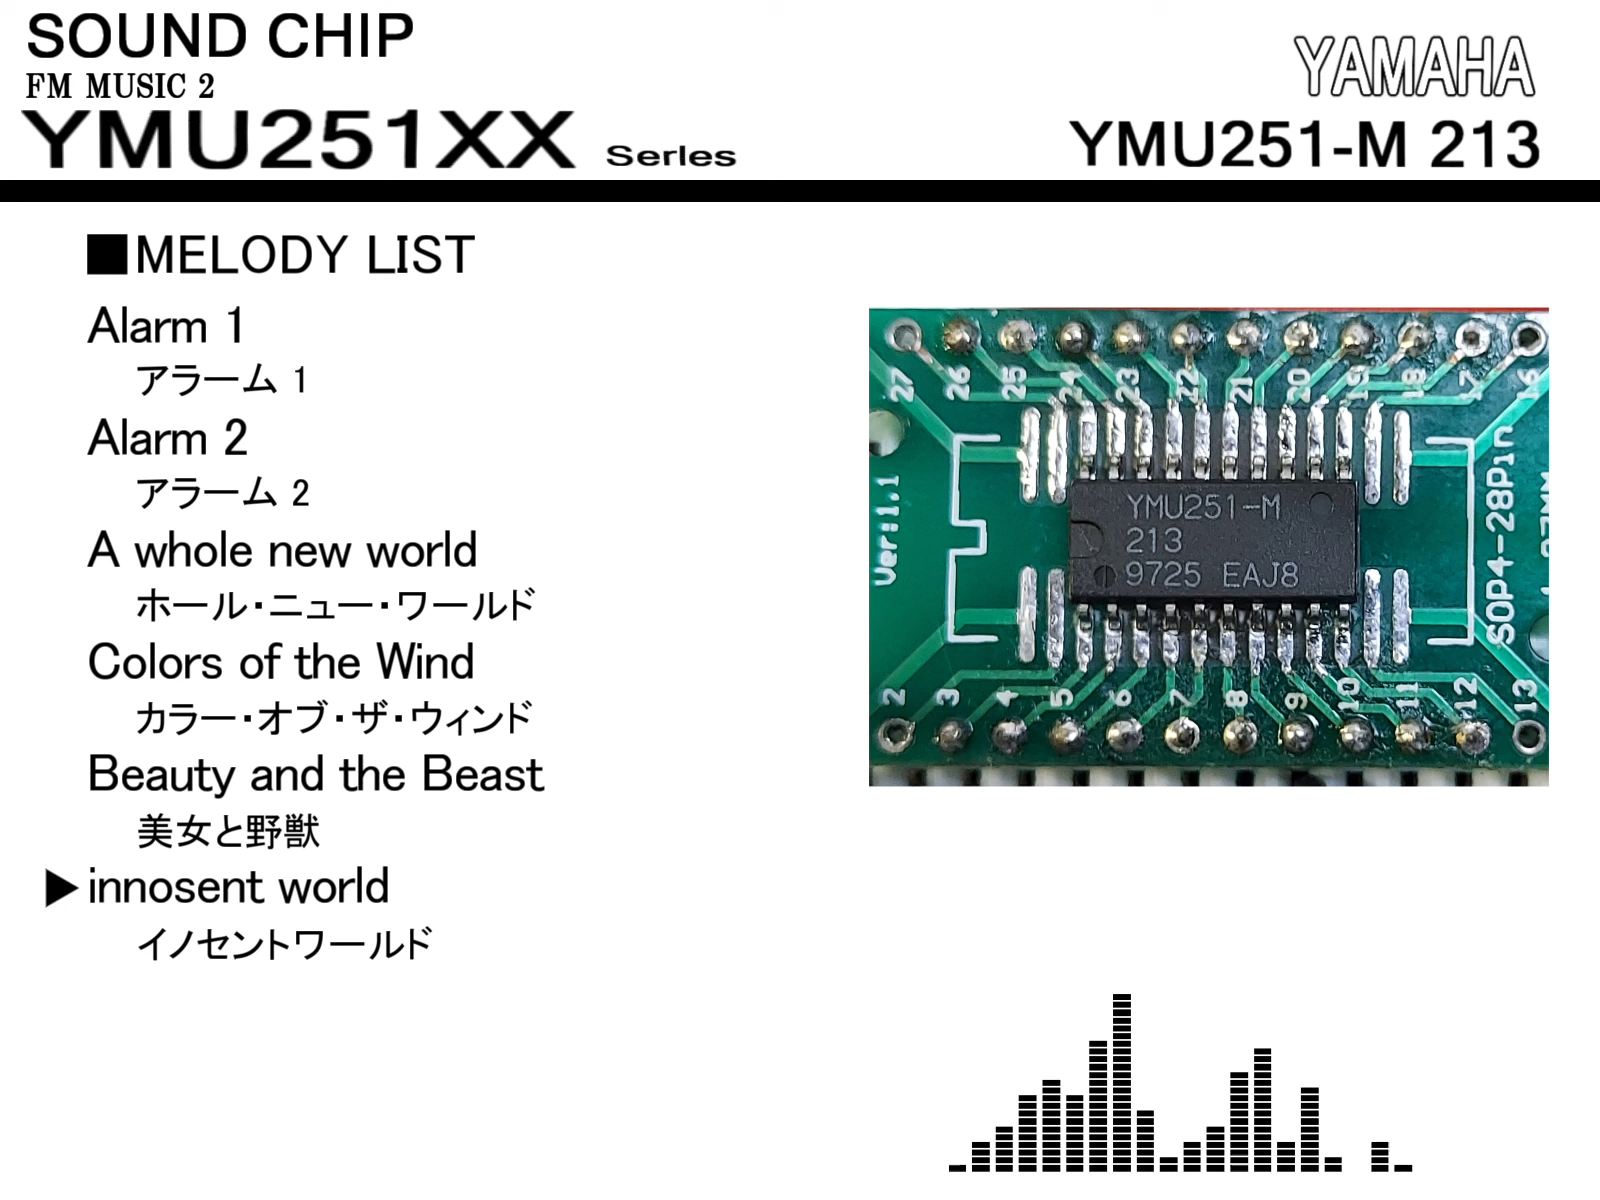 SOUND CHIP
FM MUSIC 2
YMU251XX Serles
YAMAHA
YMU251-M 213
■MELODY LIST
Alarm 1
アラーム 1
Alarm 2
アラーム 2
A whole new world
ホール・ニュー・ワールド
Colors of the Wind
カラー・オブ・ザ・ウィンド
Beauty and the Beast
美女と野獣
▶innosent world
イノセントワールド
27 26 25 24 23 22 21 20 19 18 17 16
Ver:1.1
YMU251-M
213
9725 EAJ8
SOP4-28Pin
2 3 4 5 6 7 8 9 10 11 12 13